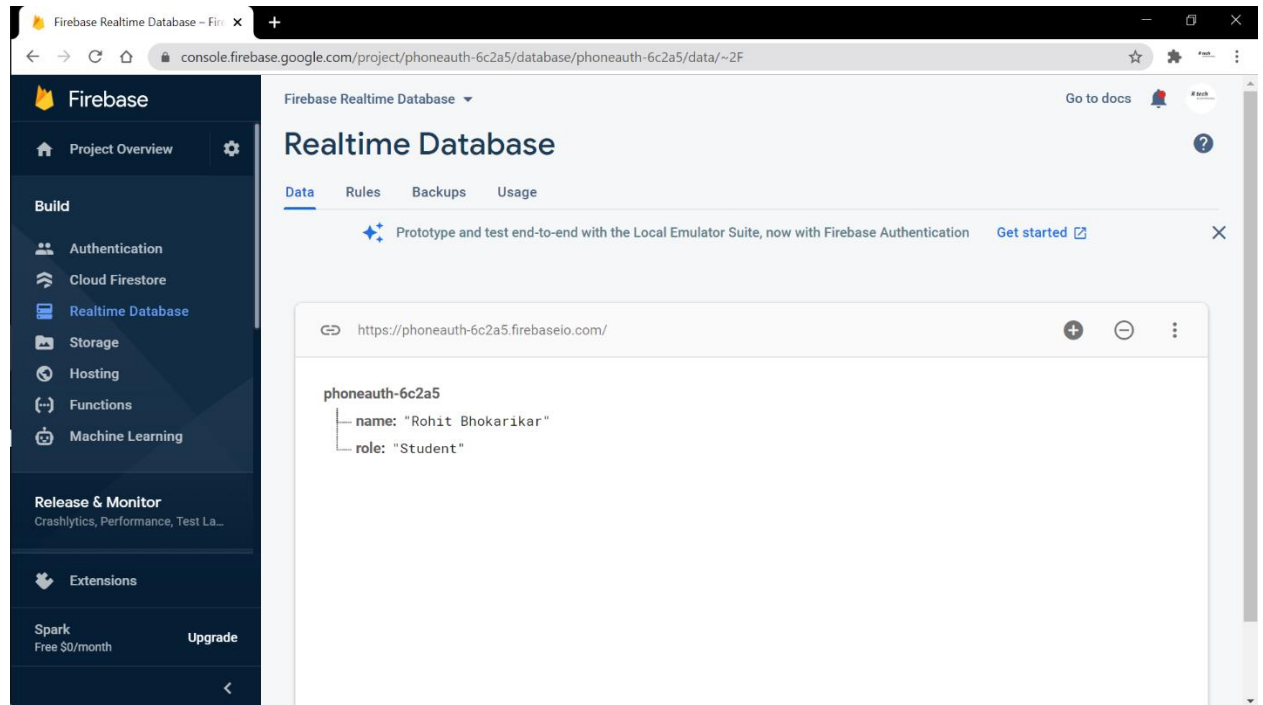 Firebase Realtime Database – Fir
console.firebase.google.com/project/phoneauth-6c2a5/database/phoneauth-6c2a5/data/~2F
Firebase
Project Overview
Build
Authentication
Cloud Firestore
Realtime Database
Storage
Hosting
Functions
Machine Learning
Release & Monitor
Crashlytics, Performance, Test La...
Extensions
Spark
Free $0/month
Upgrade
Firebase Realtime Database
Go to docs
R tech
Realtime Database
Data Rules Backups Usage
Prototype and test end-to-end with the Local Emulator Suite, now with Firebase Authentication Get started
https://phoneauth-6c2a5.firebaseio.com/
phoneauth-6c2a5
name: "Rohit Bhokarikar"
role: "Student"